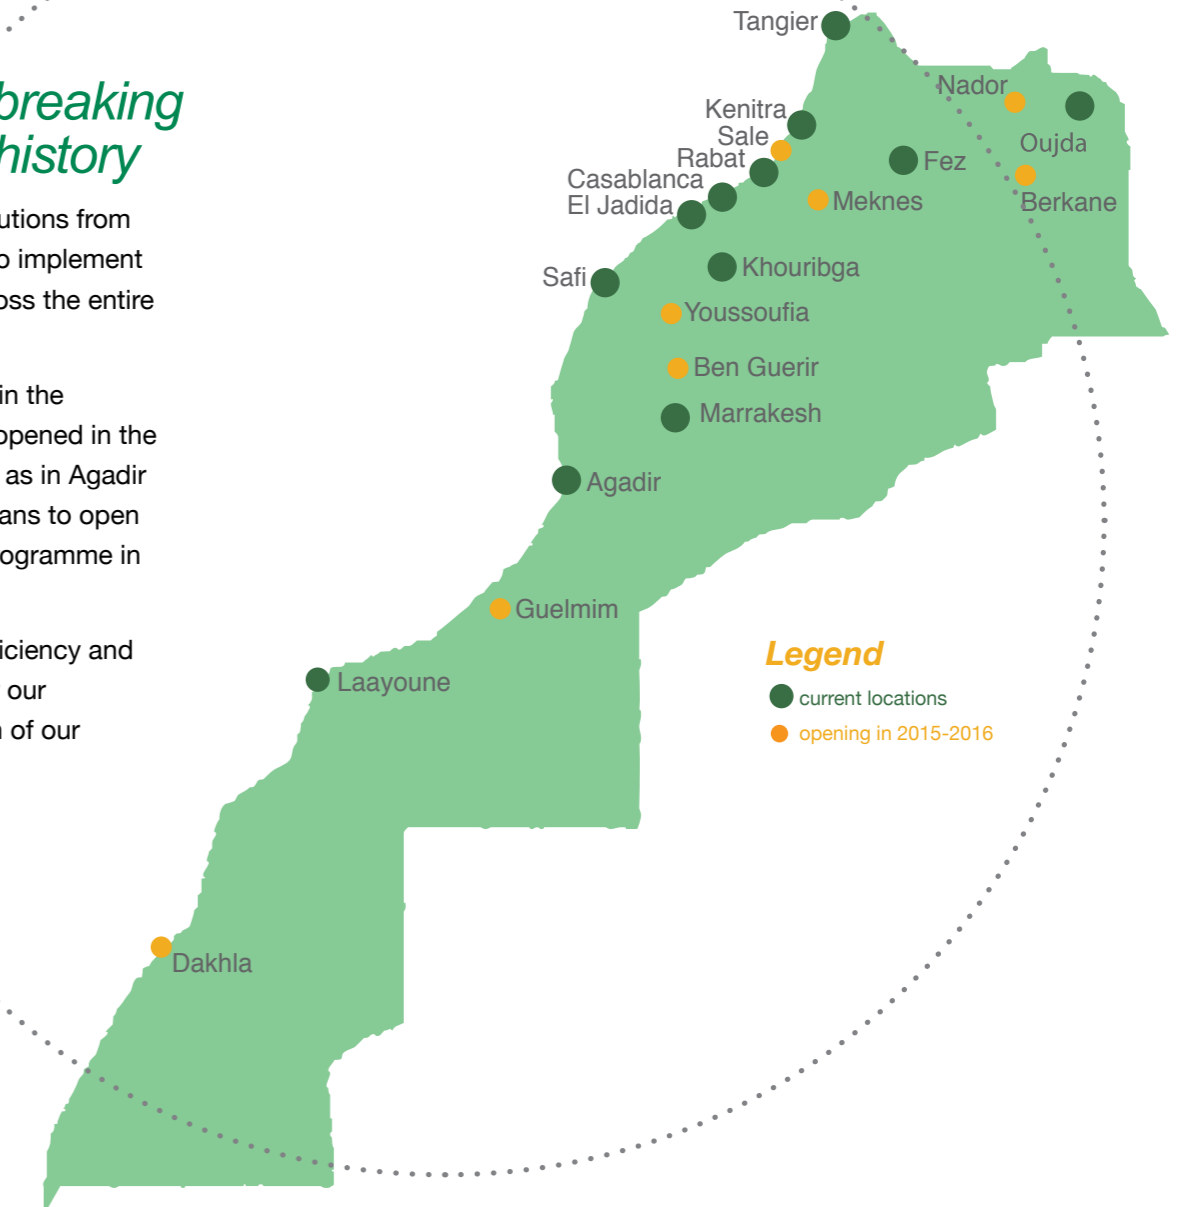 breaking
history
utions from
o implement
oss the entire
in the
opened in the
as in Agadir
ans to open
ogramme in
iciency and
our
of our
Tangier
Nador
Kenitra
Sale
Oujda
Rabat
Fez
Casablanca
Meknes
Berkane
El Jadida
Khouribga
Safi
Youssoufia
Ben Guerir
Marrakesh
Agadir
Guelmim
Laayoune
Dakhla
Legend
current locations
opening in 2015-2016